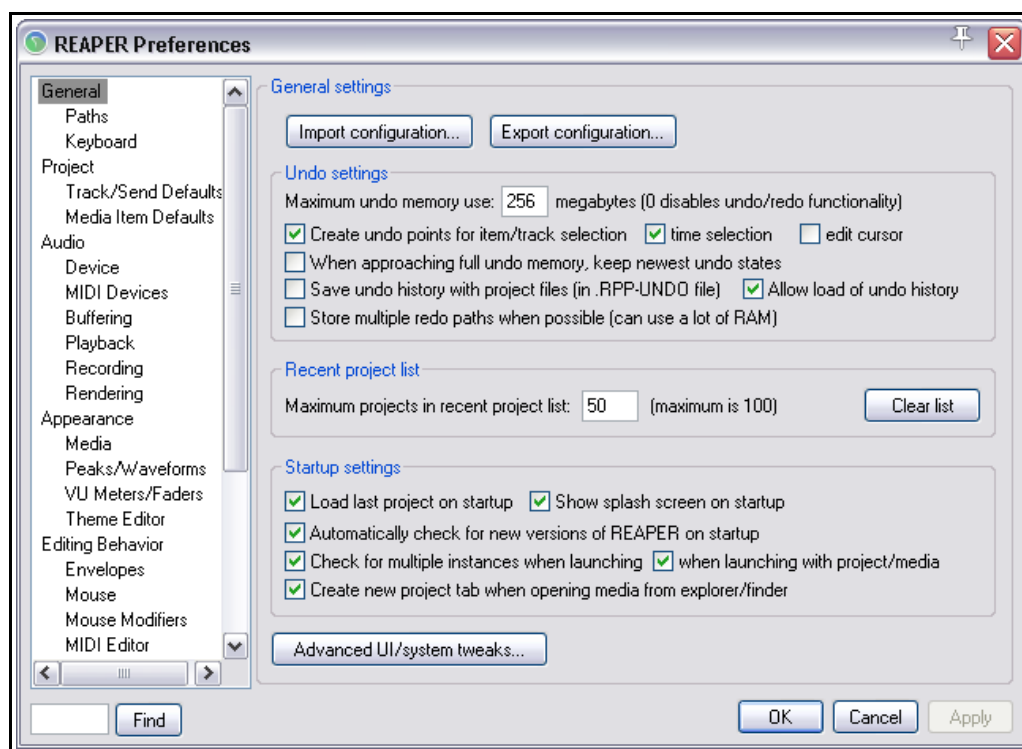 REAPER Preferences
General
Paths
Keyboard
Project
Track/Send Defaults
Media Item Defaults
Audio
Device
MIDI Devices
Buffering
Playback
Recording
Rendering
Appearance
Media
Peaks/Waveforms
VU Meters/Faders
Theme Editor
Editing Behavior
Envelopes
Mouse
Mouse Modifiers
MIDI Editor
Find
General settings
Import configuration... Export configuration...
Undo settings
Maximum undo memory use: 256 megabytes (0 disables undo/redo functionality)
Create undo points for item/track selection time selection edit cursor
When approaching full undo memory, keep newest undo states
Save undo history with project files (in .RPP-UNDO file) Allow load of undo history
Store multiple redo paths when possible (can use a lot of RAM)
Recent project list
Maximum projects in recent project list: 50 (maximum is 100) Clear list
Startup settings
Load last project on startup Show splash screen on startup
Automatically check for new versions of REAPER on startup
Check for multiple instances when launching when launching with project/media
Create new project tab when opening media from explorer/finder
Advanced UI/system tweaks...
OK Cancel Apply